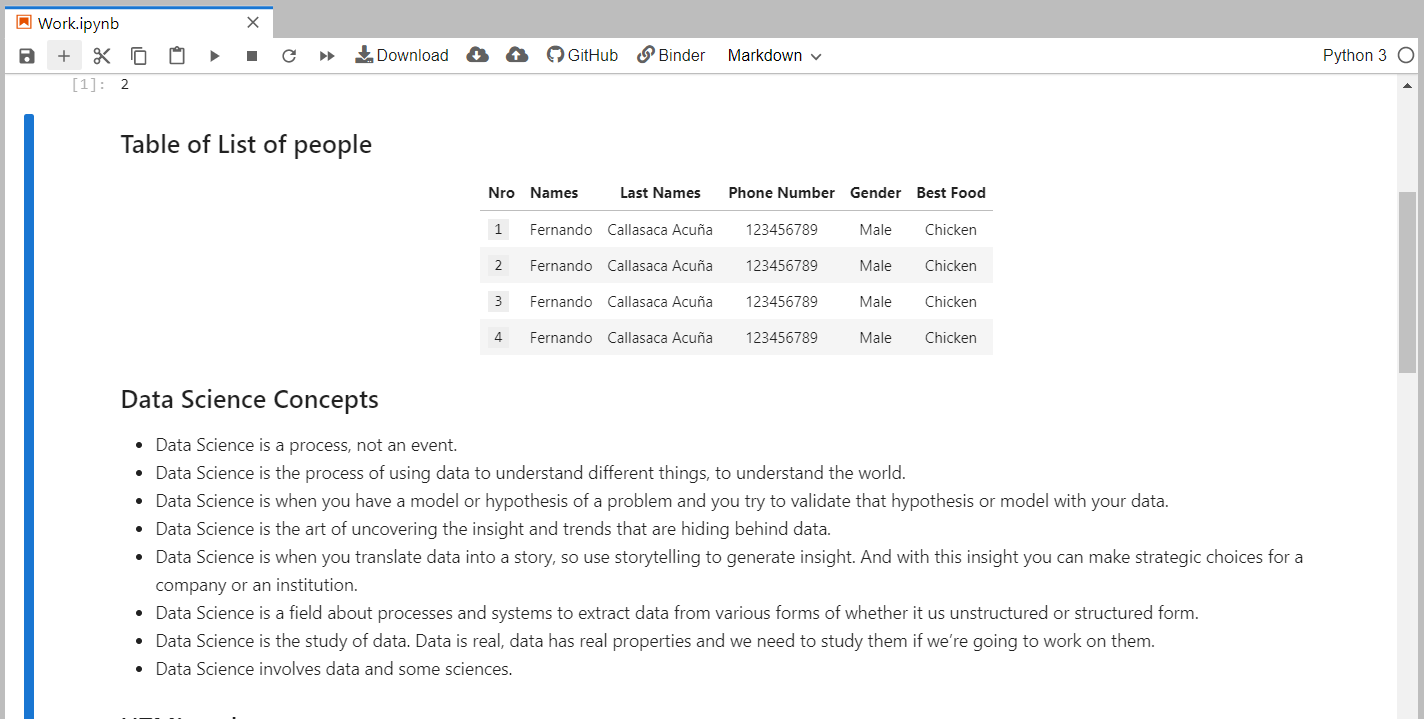 Work.ipynb
Download GitHub Binder Markdown Python 3
[1]: 2
Table of List of people
Nro Names Last Names Phone Number Gender Best Food
1 Fernando Callasaca Acuña 123456789 Male Chicken
2 Fernando Callasaca Acuña 123456789 Male Chicken
3 Fernando Callasaca Acuña 123456789 Male Chicken
4 Fernando Callasaca Acuña 123456789 Male Chicken
Data Science Concepts
• Data Science is a process, not an event.
• Data Science is the process of using data to understand different things, to understand the world.
• Data Science is when you have a model or hypothesis of a problem and you try to validate that hypothesis or model with your data.
• Data Science is the art of uncovering the insight and trends that are hiding behind data.
• Data Science is when you translate data into a story, so use storytelling to generate insight. And with this insight you can make strategic choices for a
company or an institution.
• Data Science is a field about processes and systems to extract data from various forms of whether it us unstructured or structured form.
• Data Science is the study of data. Data is real, data has real properties and we need to study them if we’re going to work on them.
• Data Science involves data and some sciences.